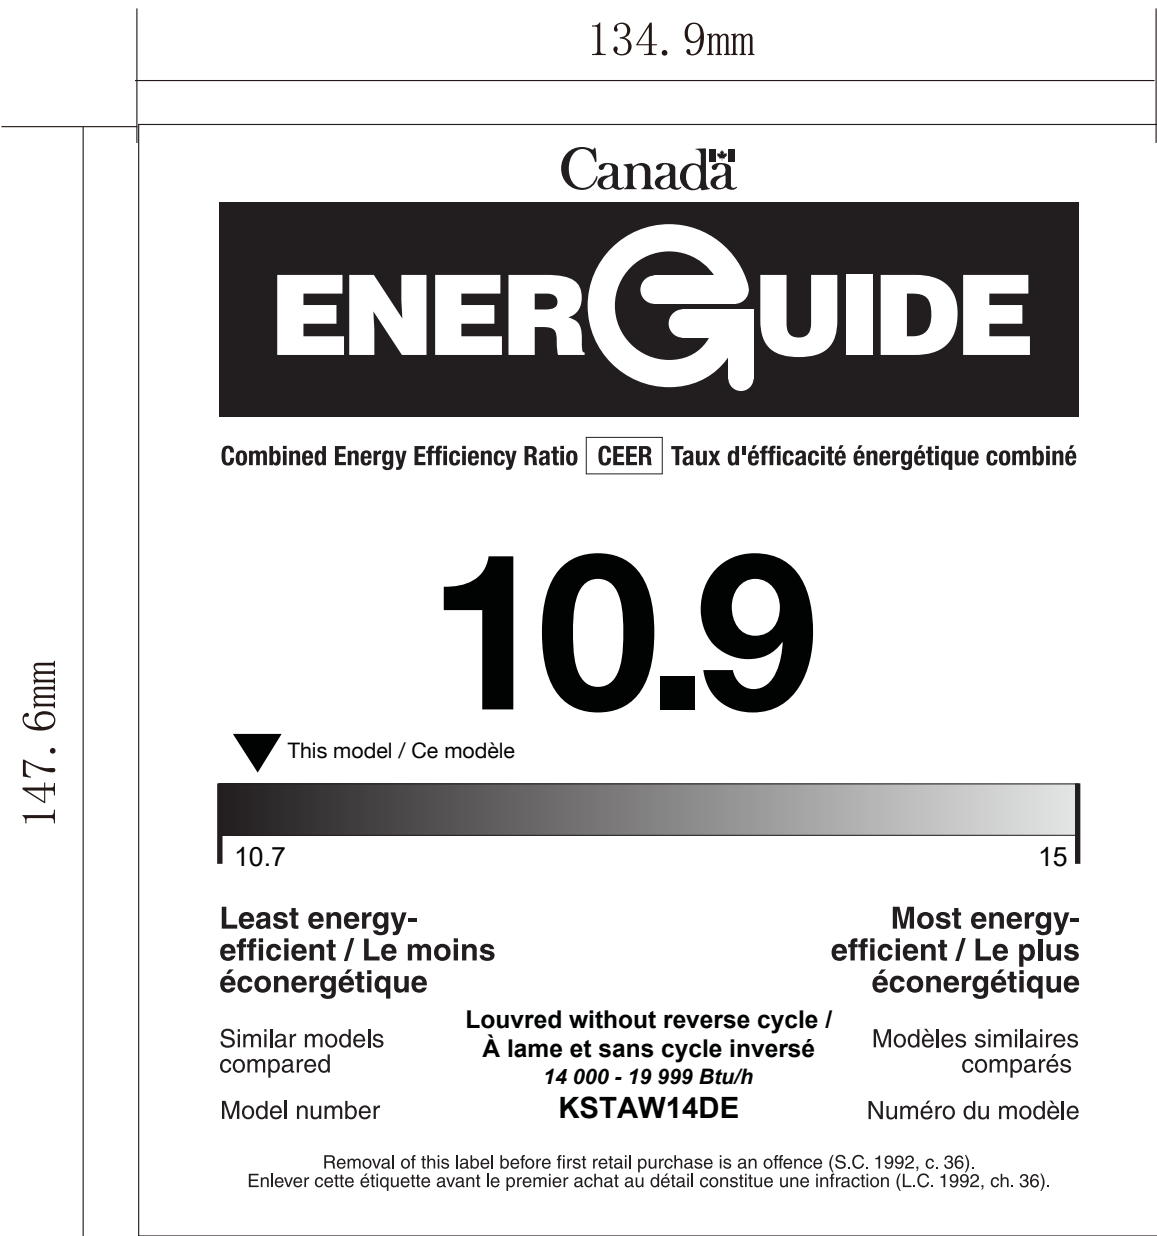 134.9mm
Canada
ENERGUIDE
Combined Energy Efficiency Ratio CEER Taux d'éfficacité énergétique combiné
10.9
This model / Ce modèle
147.6mm
10.7 15
Least energy-
efficient / Le moins
éconergétique
Most energy-
efficient / Le plus
éconergétique
Similar models
compared
Louvred without reverse cycle /
À lame et sans cycle inversé
14 000 - 19 999 Btu/h
Modèles similaires
comparés
Model number KSTAW14DE Numéro du modèle
Removal of this label before first retail purchase is an offence (S.C. 1992, c. 36).
Enlever cette étiquette avant le premier achat au détail constitue une infraction (L.C. 1992, ch. 36).